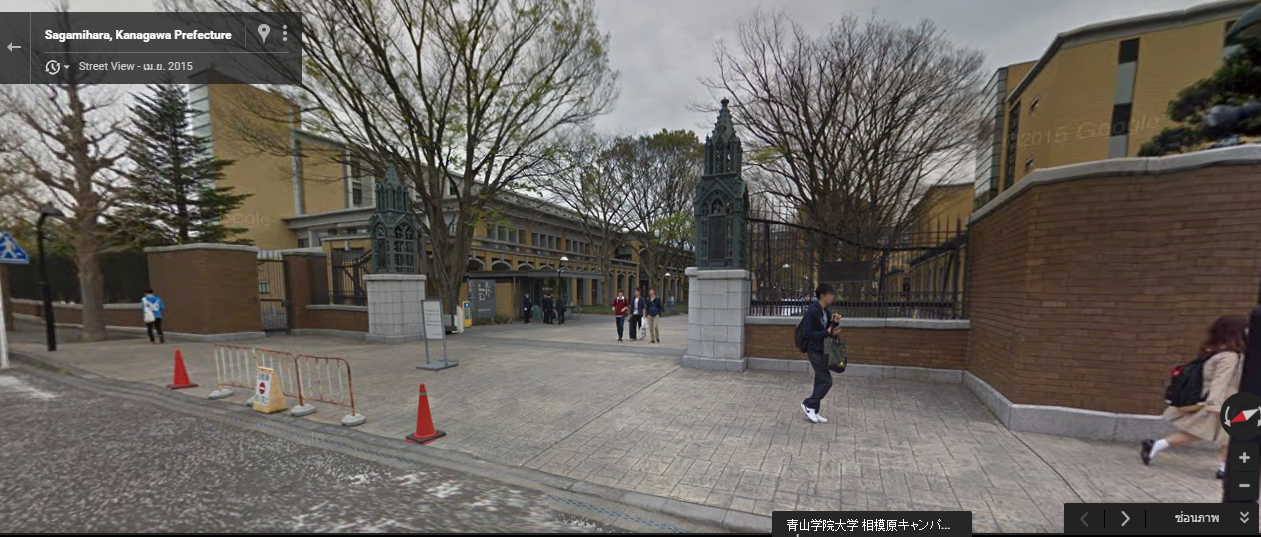 Sagamihara, Kanagawa Prefecture
Street View - เม.ย. 2015
©2015 Google
Google
青山学院大学 相模原キャンパ...
ซ่อนภาพ